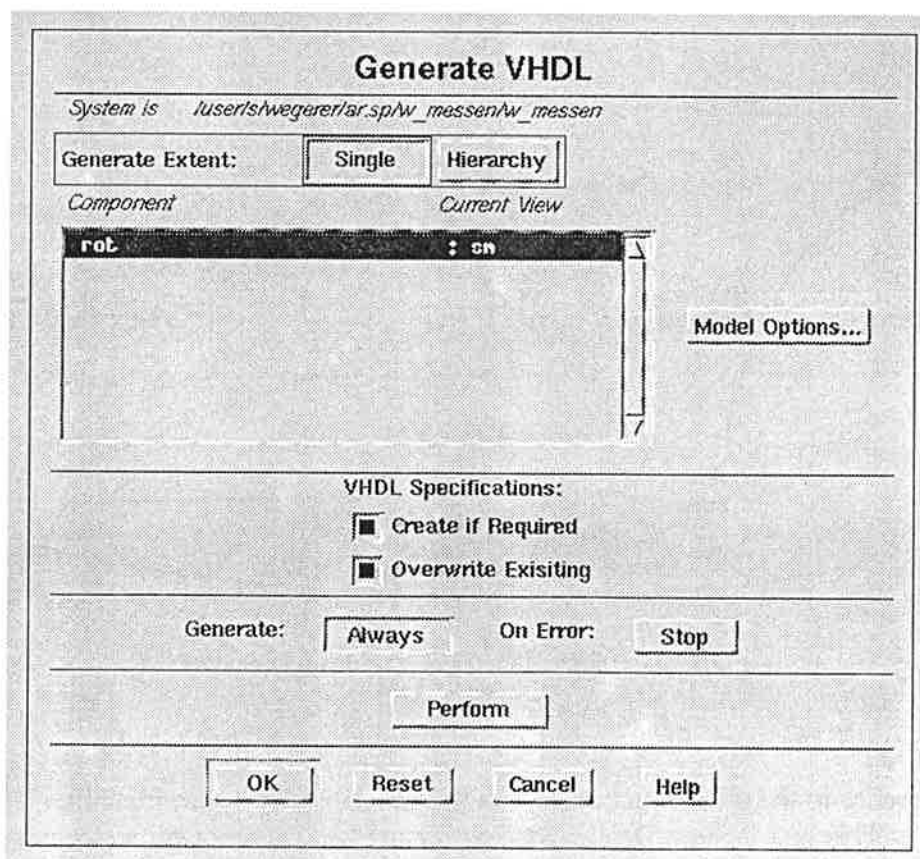 Generate VHDL
System is /user/s/wegerer/ar.sp/w_messen/w_messen
Generate Extent: Single Hierarchy
Component Current View
rot : sm
Model Options...
VHDL Specifications:
Create if Required
Overwrite Exisiting
Generate: Always On Error: Stop
Perform
OK Reset Cancel Help